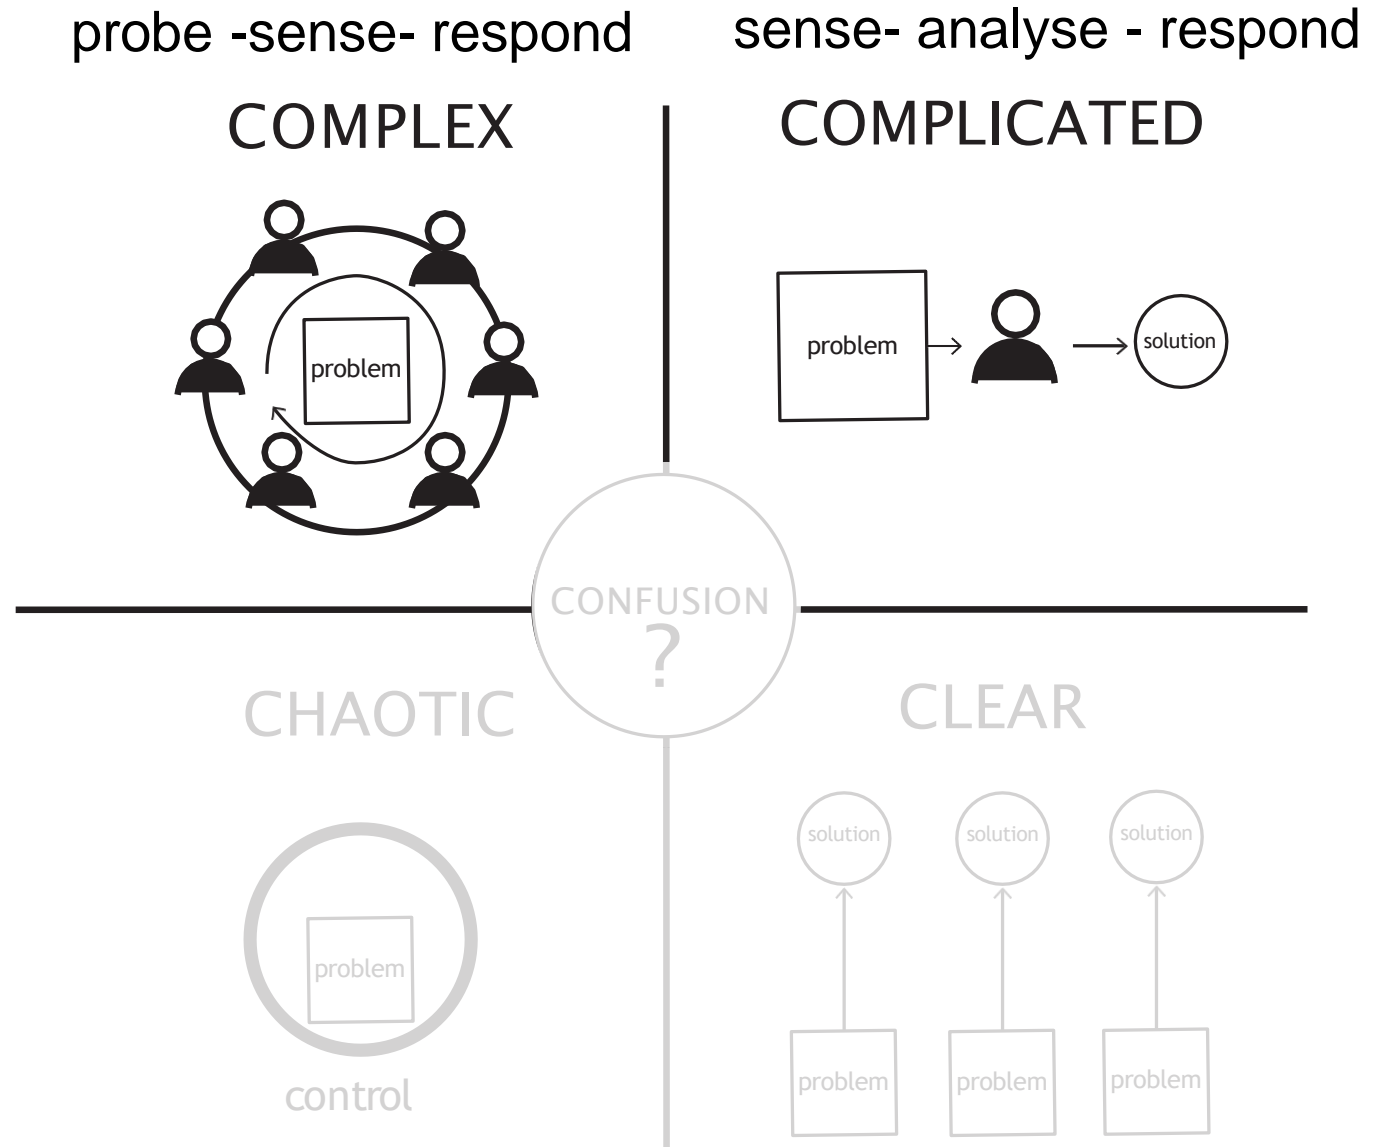 probe -sense- respond
sense- analyse - respond
COMPLEX
COMPLICATED
problem
problem
solution
CONFUSION
?
CHAOTIC
CLEAR
problem
control
solution
solution
solution
problem
problem
problem